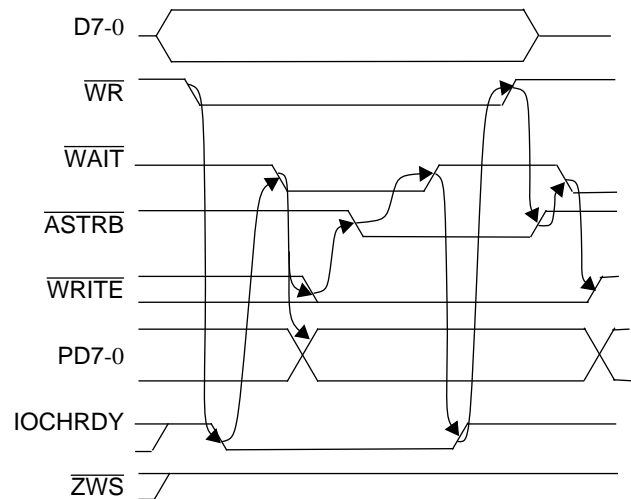 D7-0
WR
WAIT
ASTRB
WRITE
PD7-0
IOCHRDY
ZWS